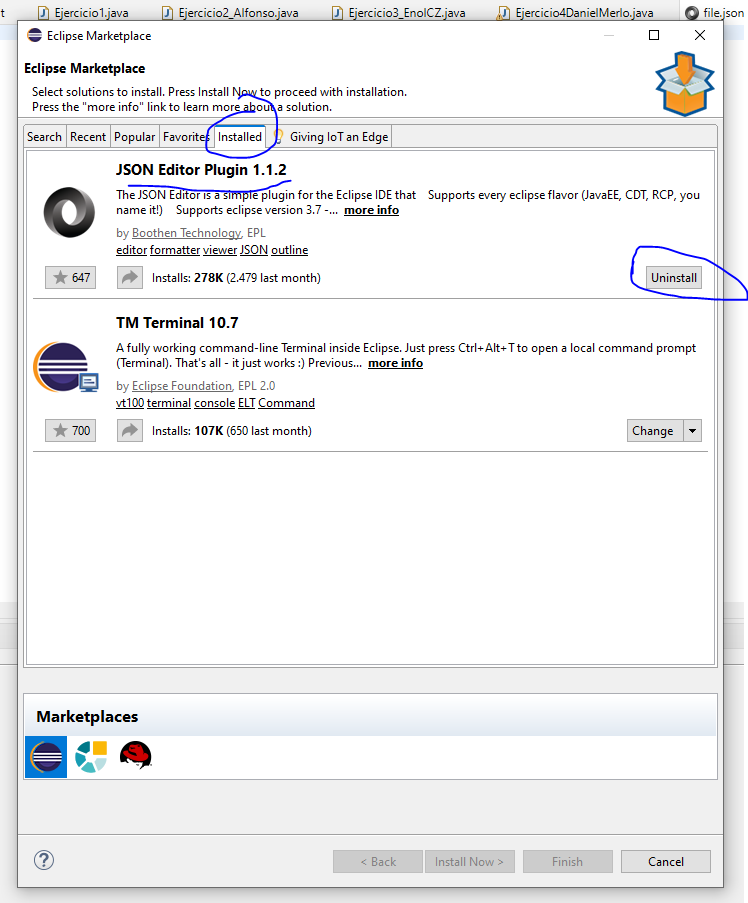 t
Ejercicio1.java
Ejercicio2_Alfonso.java
Ejercicio3_EnolCZ.java
Ejercicio4DanielMerlo.java
file.json
Eclipse Marketplace
Eclipse Marketplace
Select solutions to install. Press Install Now to proceed with installation.
Press the "more info" link to learn more about a solution.
Search Recent Popular Favorites Installed Giving IoT an Edge
JSON Editor Plugin 1.1.2
The JSON Editor is a simple plugin for the Eclipse IDE that Supports every eclipse flavor (JavaEE, CDT, RCP, you
name it!) Supports eclipse version 3.7 -... more info
by Boothen Technology, EPL
editor formatter viewer JSON outline
647 Installs: 278K (2.479 last month) Uninstall
TM Terminal 10.7
A fully working command-line Terminal inside Eclipse. Just press Ctrl+Alt+T to open a local command prompt
(Terminal). That's all - it just works :) Previous... more info
by Eclipse Foundation, EPL 2.0
vt100 terminal console ELT Command
700 Installs: 107K (650 last month) Change
Marketplaces
? < Back Install Now > Finish Cancel